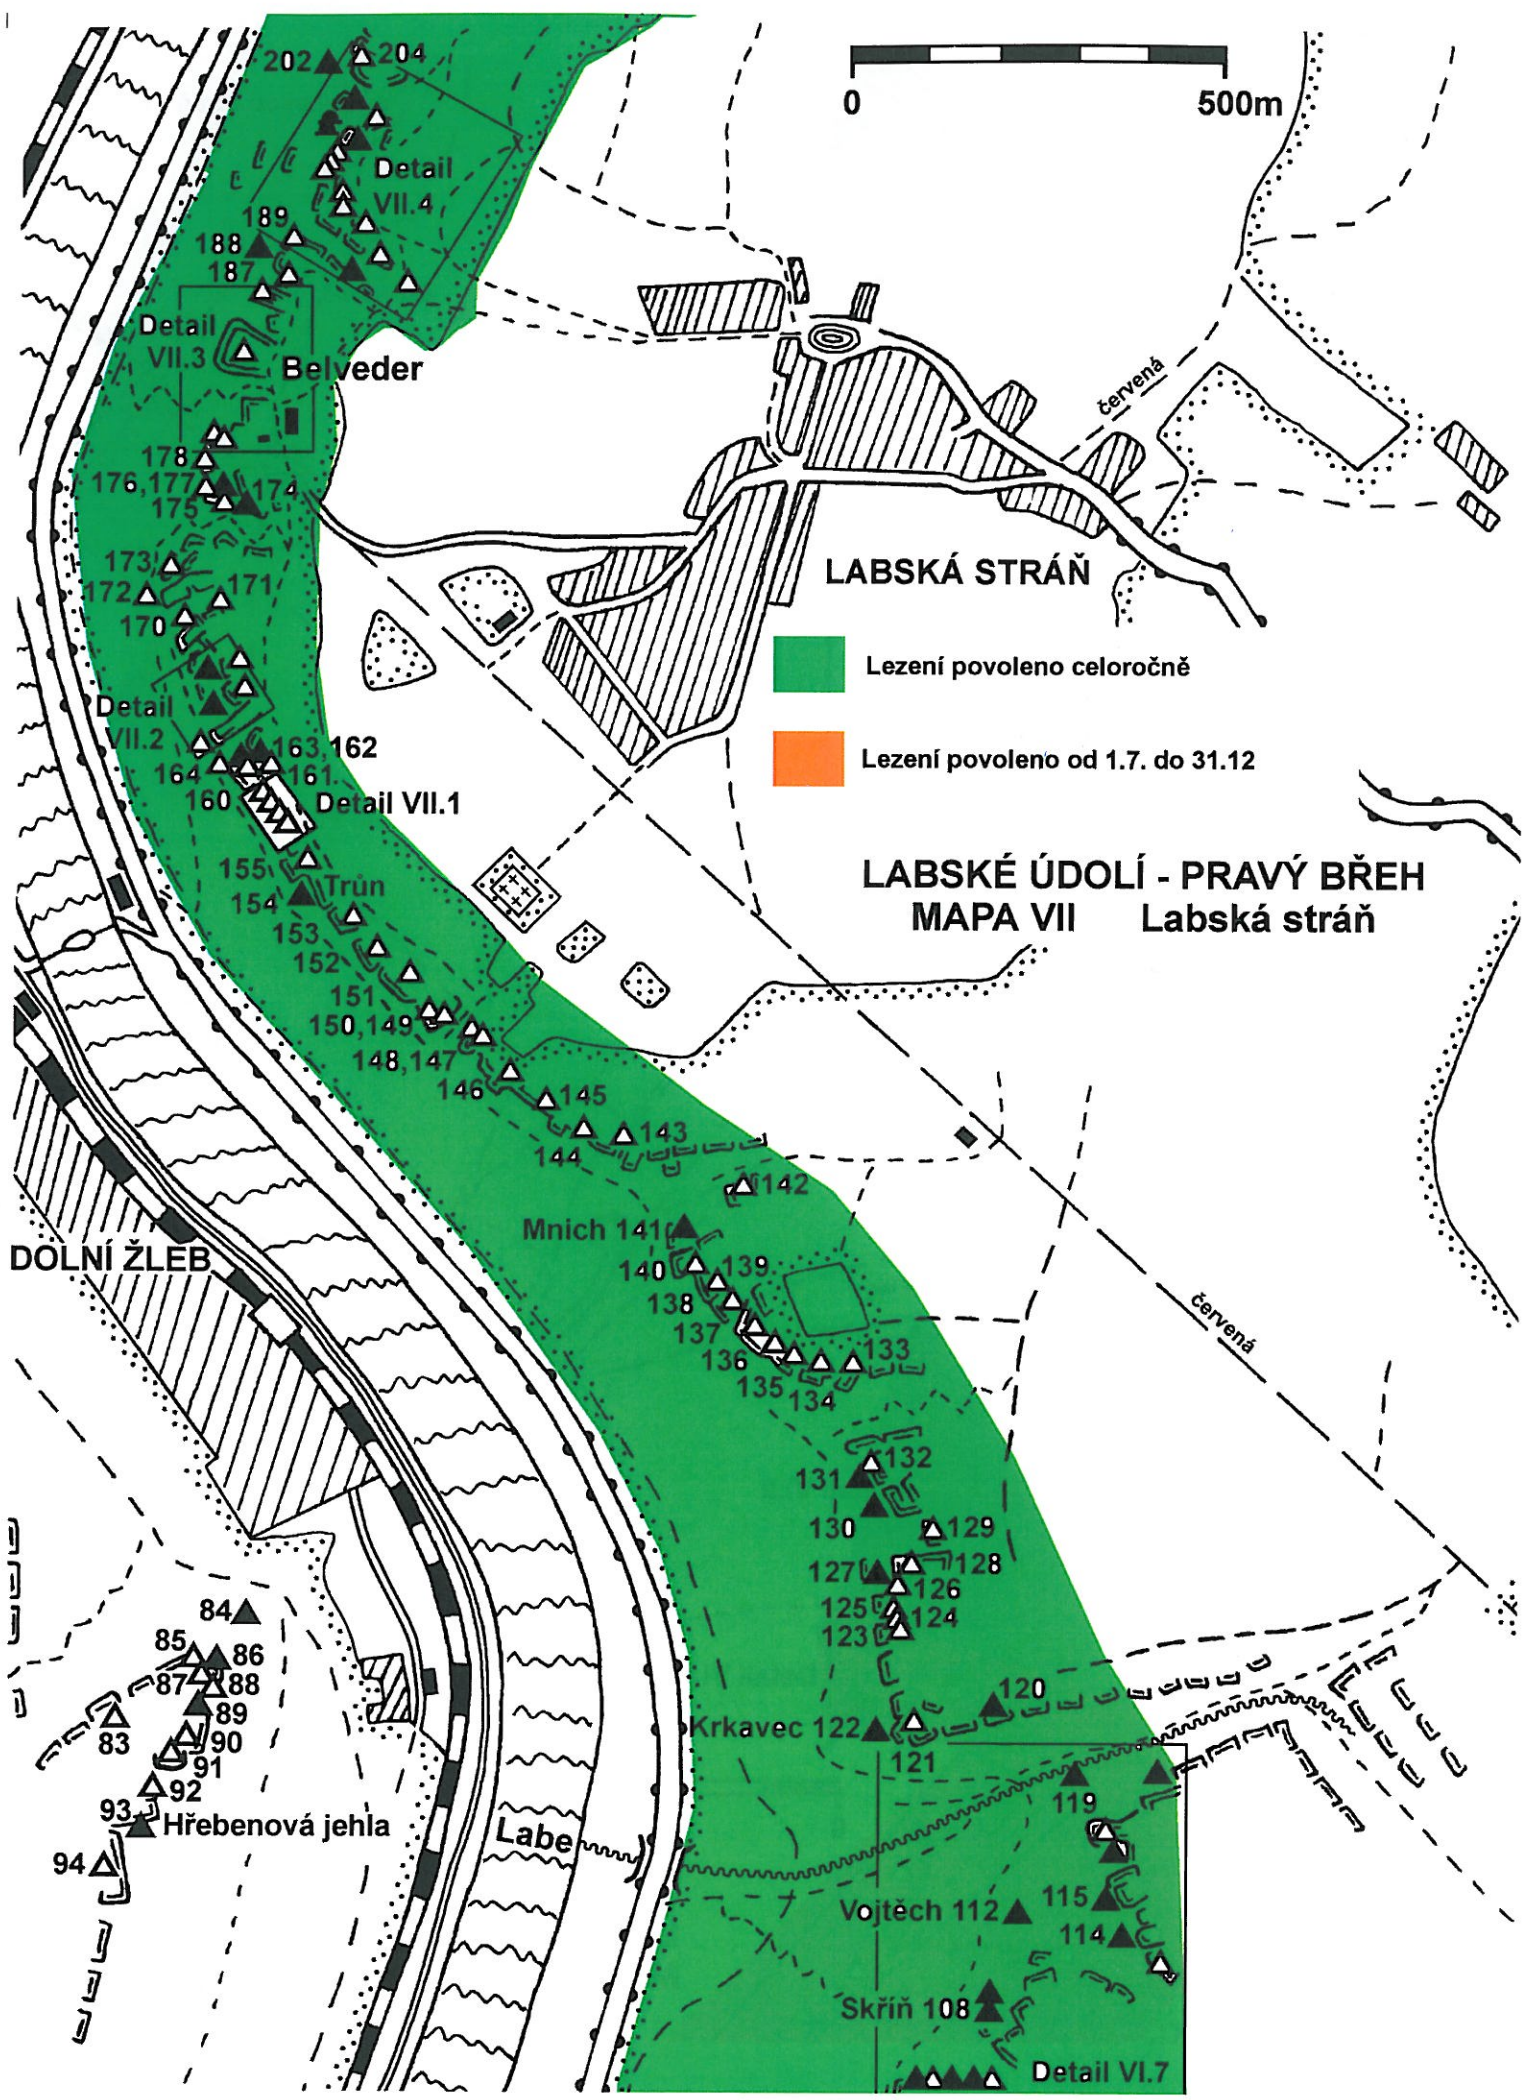 202
204
0
500m
Detail
VII.4
189
188
187
Detail
VII.3
Belveder
červená
178
176,177
174
175
LABSKÁ STRÁŇ
173
172
171
170
Lezení povoleno celoročně
Detail
VII.2
163,162
Lezení povoleno od 1.7. do 31.12
164
161
160
Detail VII.1
155
Trůn
154
LABSKÉ ÚDOLÍ - PRAVÝ BŘEH
MAPA VII Labská stráň
153
152
151
150,149
148,147
146
145
144
143
142
Mnich 141
DOLNÍ ŽLEB
140
139
138
červená
137
136
133
135
134
132
131
130
129
128
127
126
125
124
123
84
85
86
87
88
89
83
90
91
92
93
Hřebenová jehla
94
120
Krkavec 122
121
119
Labe
115
Vojtěch 112
114
Skříň 108
Detail VI.7